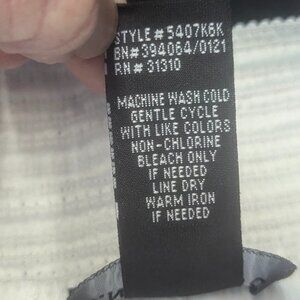 STYLE# 5407K6K
BN# 394064/0121
RN# 31310
MACHINE WASH COLD
GENTLE CYCLE
WITH LIKE COLORS
NON-CHLORINE
BLEACH ONLY
IF NEEDED
LINE DRY
WARM IRON
IF NEEDED